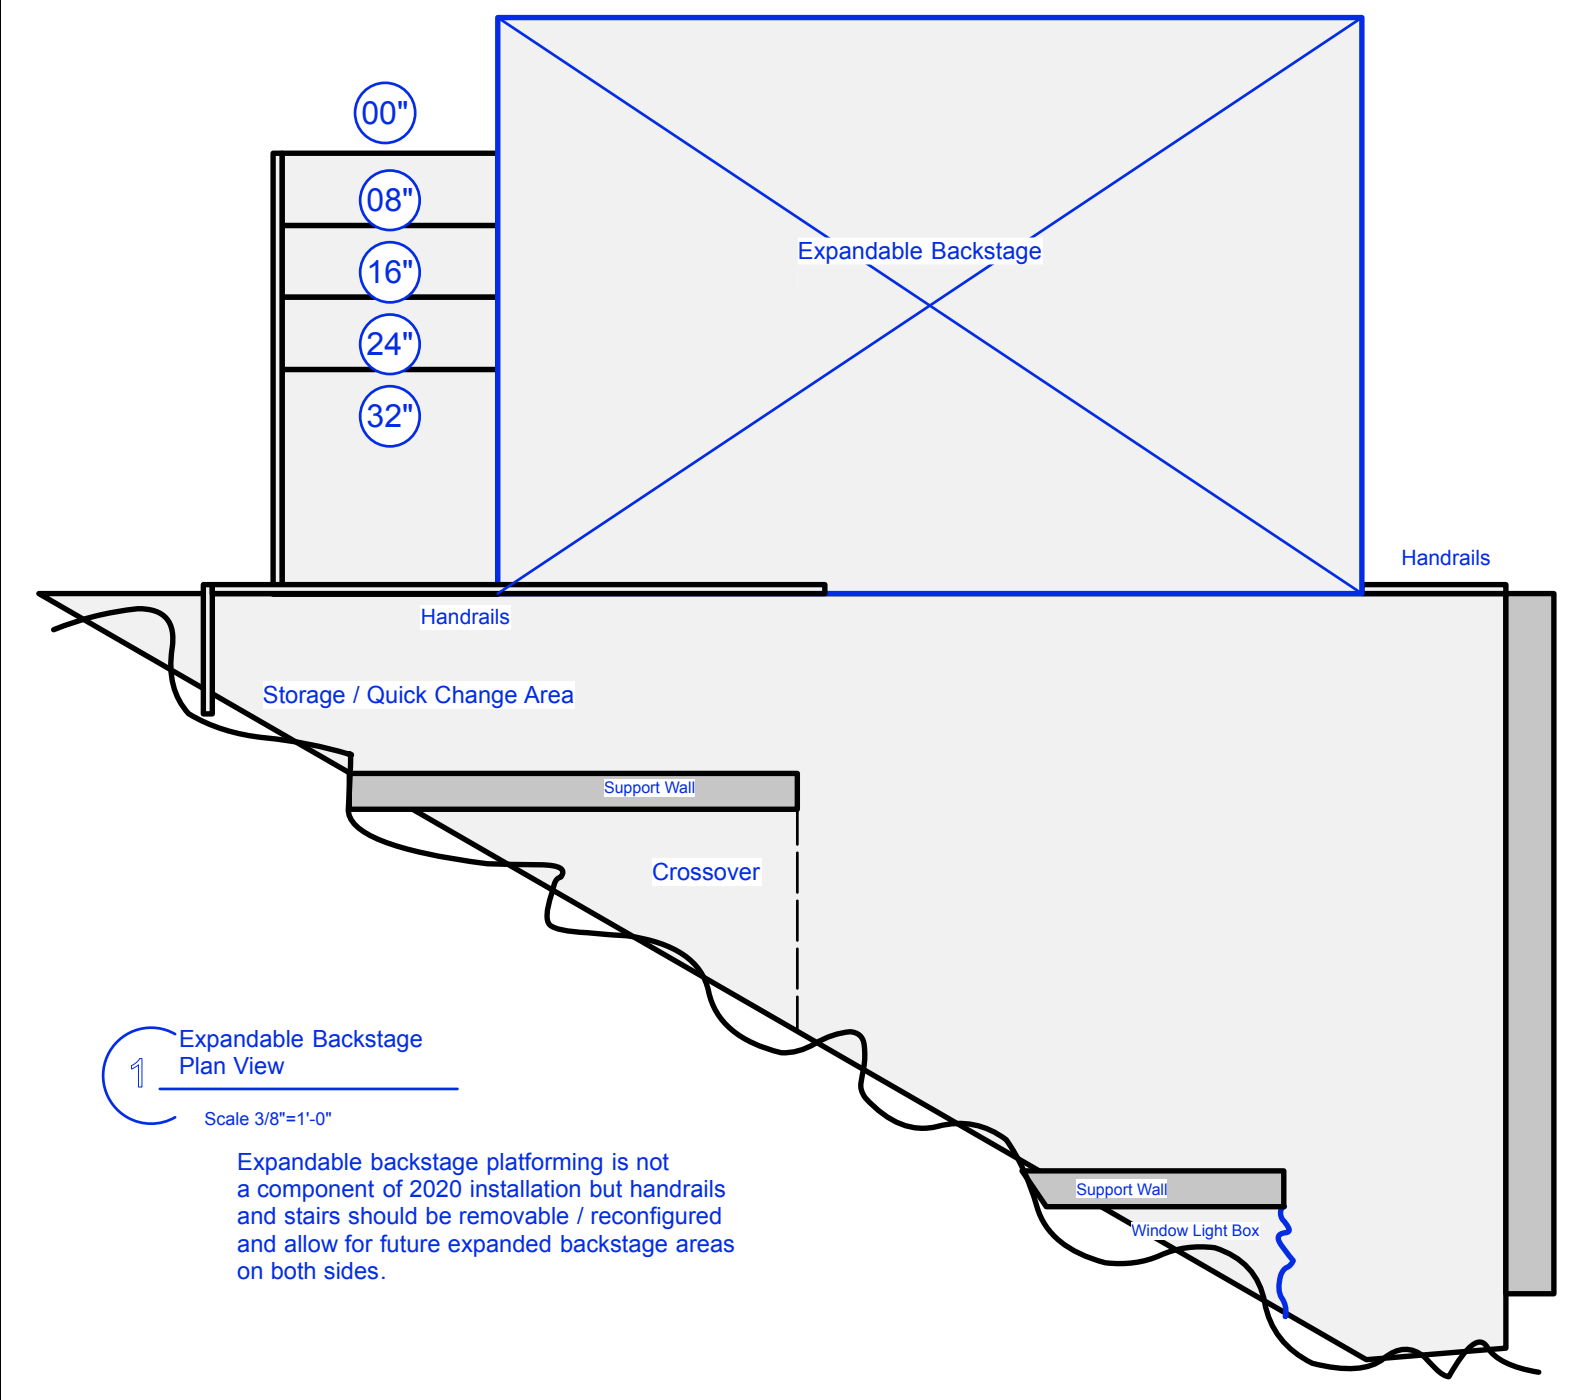 00"
08"
16"
24"
32"
Expandable Backstage
Handrails
Handrails
Storage / Quick Change Area
Support Wall
Crossover
1
Expandable Backstage
Plan View
Scale 3/8"=1'-0"
Expandable backstage platforming is not
a component of 2020 installation but handrails
and stairs should be removable / reconfigured
and allow for future expanded backstage areas
on both sides.
Support Wall
Window Light Box